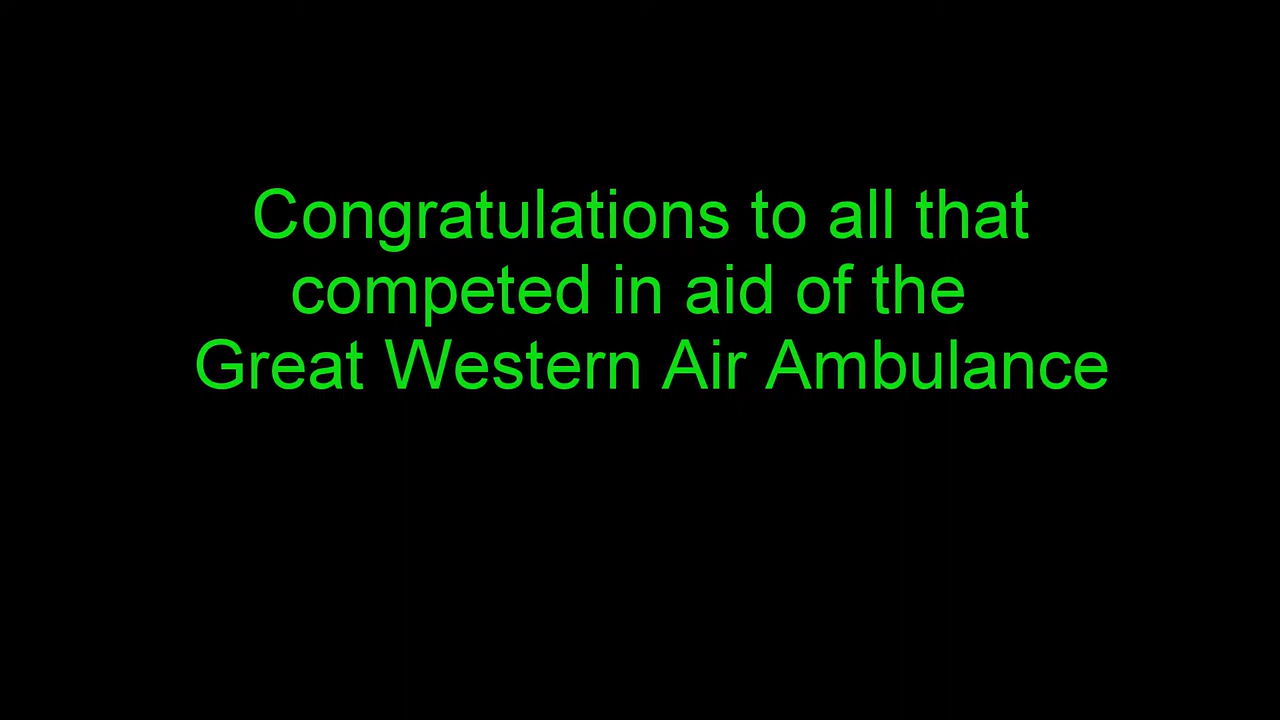 Congratulations to all that
competed in aid of the
Great Western Air Ambulance